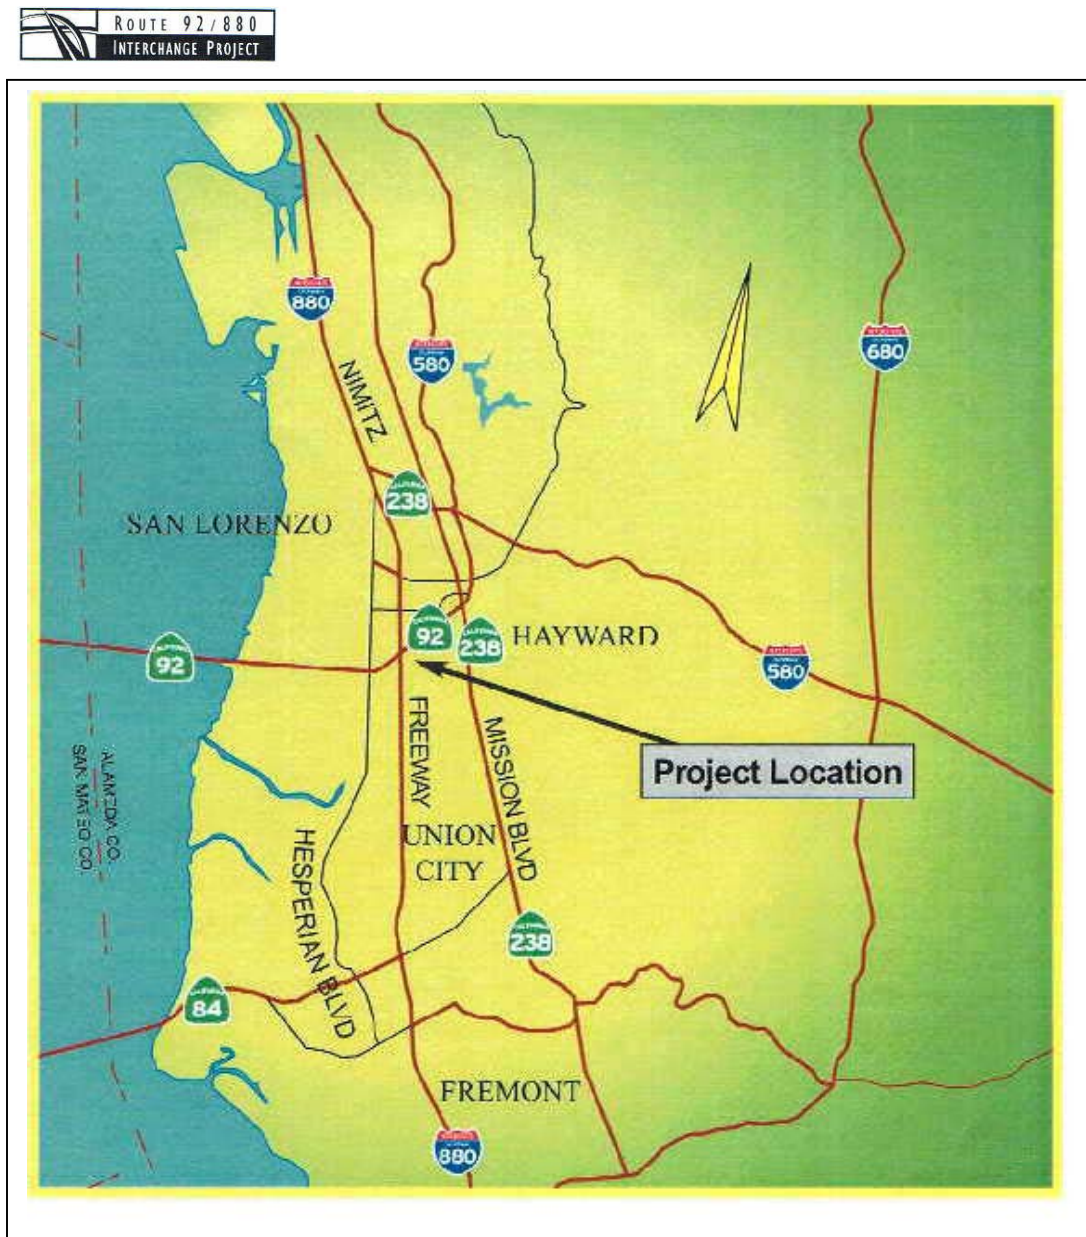 ROUTE 92/880
INTERCHANGE PROJECT
880
580
680
NIMITZ
238
SAN LORENZO
92
238
HAYWARD
92
580
FREEWAY
MISSION BLVD
Project Location
ALAMEDA CO.
SAN MATEO CO.
UNION
CITY
HESPERIAN BLVD
238
84
FREMONT
880